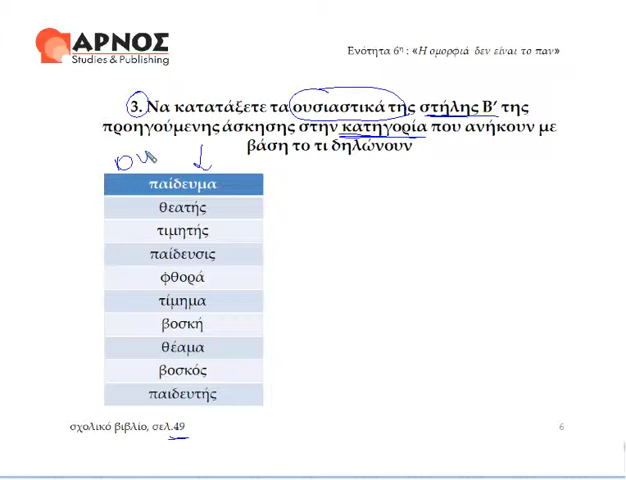 ΑΡΝΟΣ
Studies & Publishing
Ενότητα 6η : «Η ομορφιά δεν είναι το παν»
3. Να κατατάξετε τα ουσιαστικά της στήλης Β' της
προηγούμενης άσκησης στην κατηγορία που ανήκουν με
βάση το τι δηλώνουν
παίδευμα
θεατής
τιμητής
παίδευσις
φθορά
τίμημα
βοσκή
θέαμα
βοσκός
παιδευτής
σχολικό βιβλίο, σελ.49
6